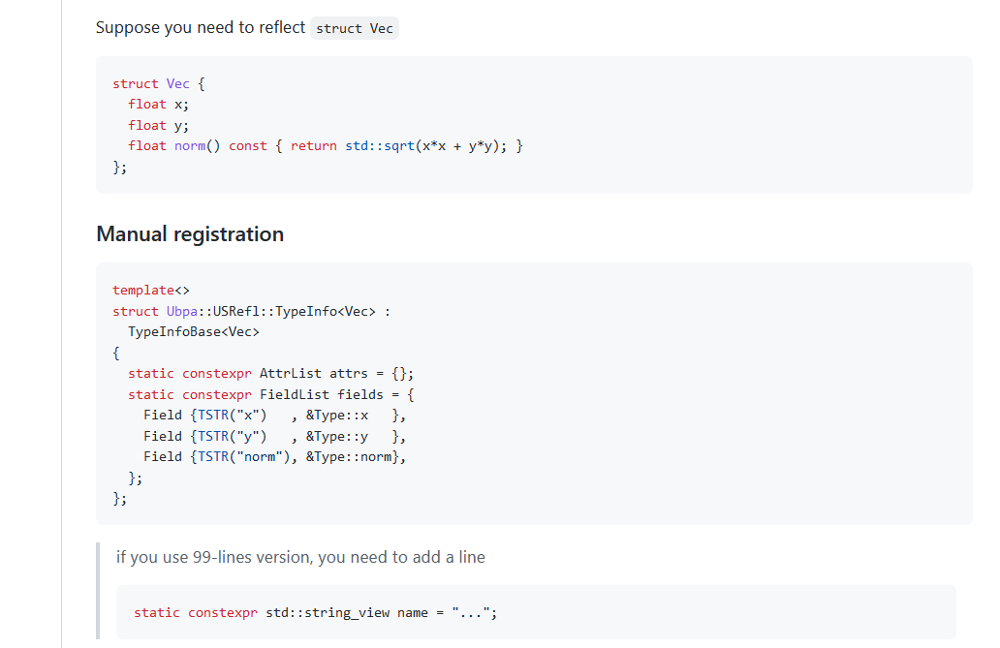 Suppose you need to reflect struct Vec
struct Vec {
  float x;
  float y;
  float norm() const { return std::sqrt(x*x + y*y); }
};
Manual registration
template<>
struct Ubpa::USRefl::TypeInfo<Vec> :
  TypeInfoBase<Vec>
{
  static constexpr AttrList attrs = {};
  static constexpr FieldList fields = {
    Field {TSTR("x")   , &Type::x   },
    Field {TSTR("y")   , &Type::y   },
    Field {TSTR("norm"), &Type::norm},
  };
};
if you use 99-lines version, you need to add a line
static constexpr std::string_view name = "...";